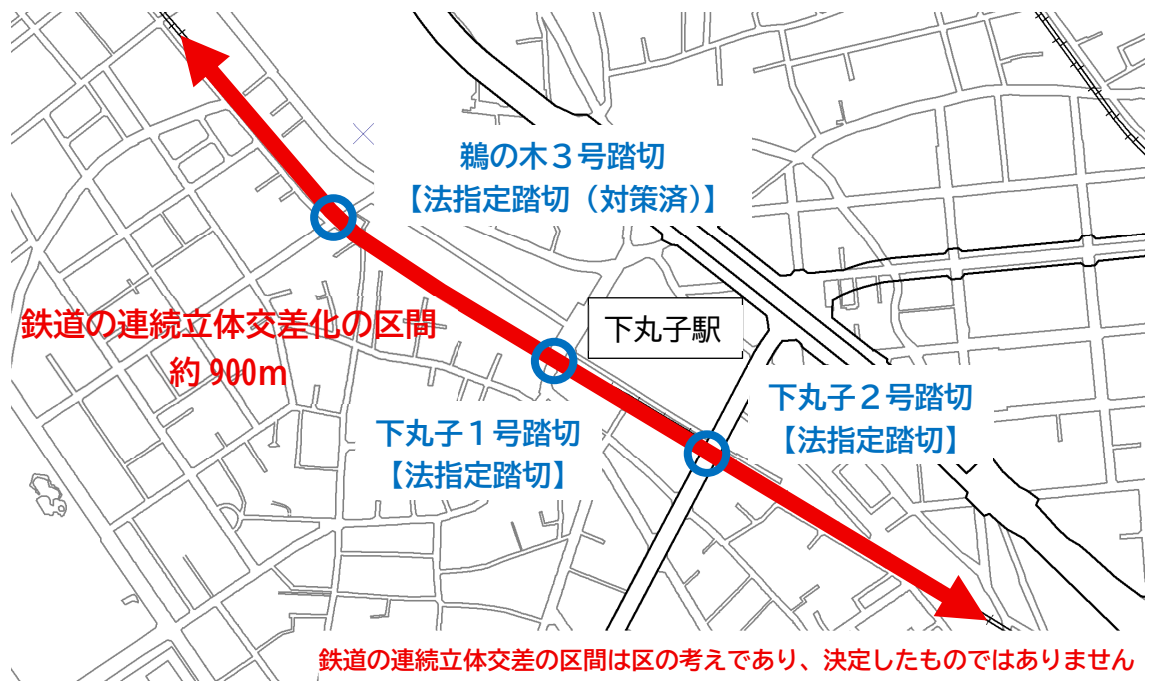 鵜の木３号踏切
【法指定踏切（対策済）】
鉄道の連続立体交差化の区間
約900m
下丸子駅
下丸子１号踏切
【法指定踏切】
下丸子２号踏切
【法指定踏切】
鉄道の連続立体交差の区間は区の考えであり、決定したものではありません